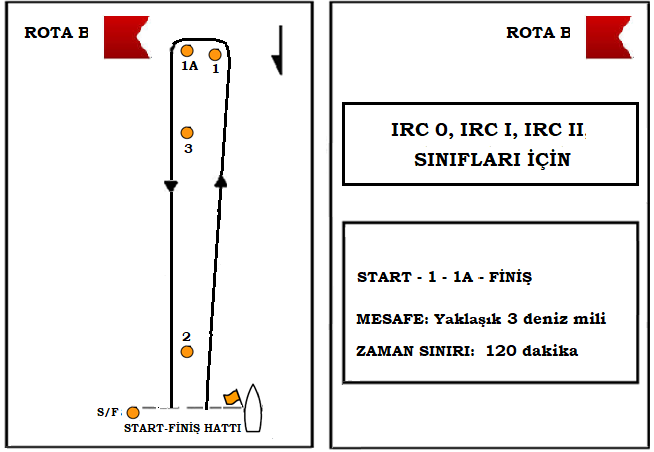 ROTA B
1A
1
3
2
S/F
START-FİNİŞ HATTI
ROTA B
IRC 0, IRC I, IRC II
SINIFLARI İÇİN
START - 1 - 1A - FİNİŞ
MESAFE: Yaklaşık 3 deniz mili
ZAMAN SINIRI: 120 dakika